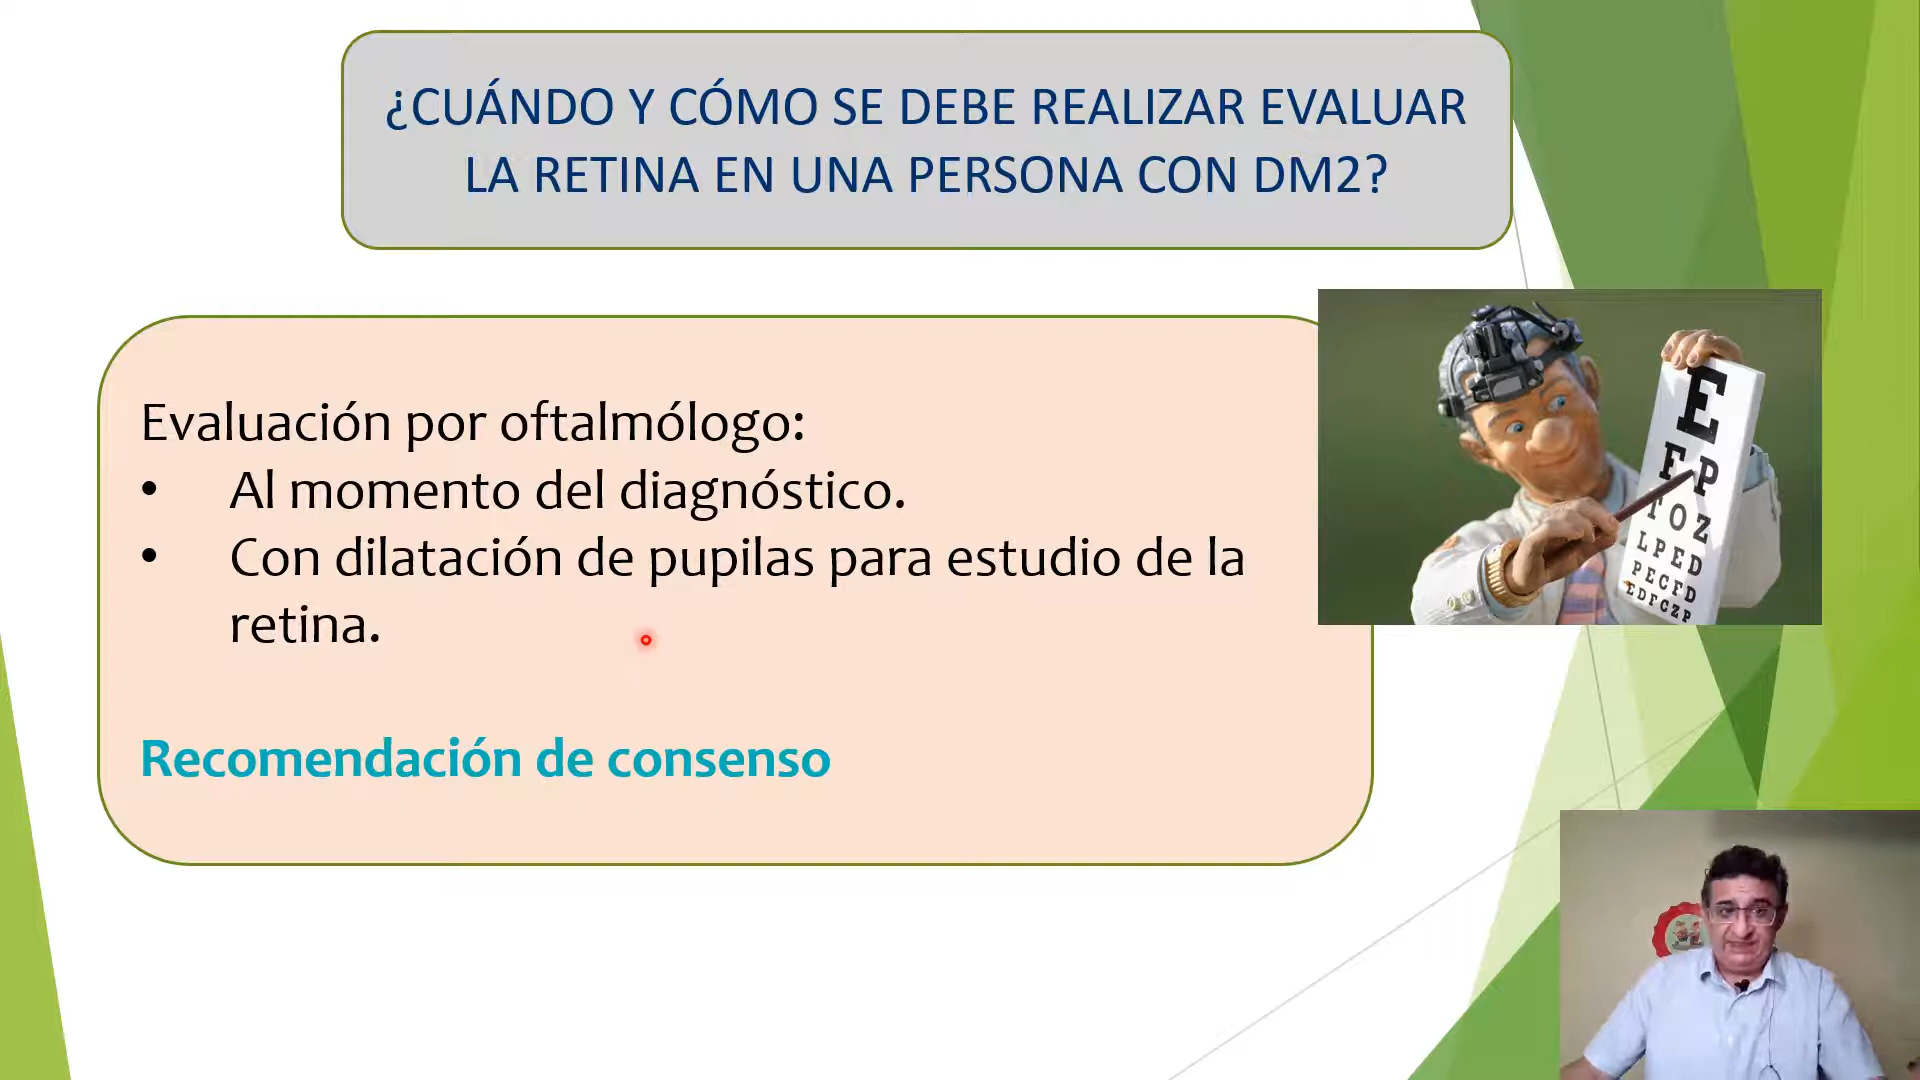 ¿CUÁNDO Y CÓMO SE DEBE REALIZAR EVALUAR
LA RETINA EN UNA PERSONA CON DM2?
Evaluación por oftalmólogo:
• Al momento del diagnóstico.
• Con dilatación de pupilas para estudio de la
retina.
Recomendación de consenso
E
F P
T O Z
L P E D
P E C F D
E D F C Z P